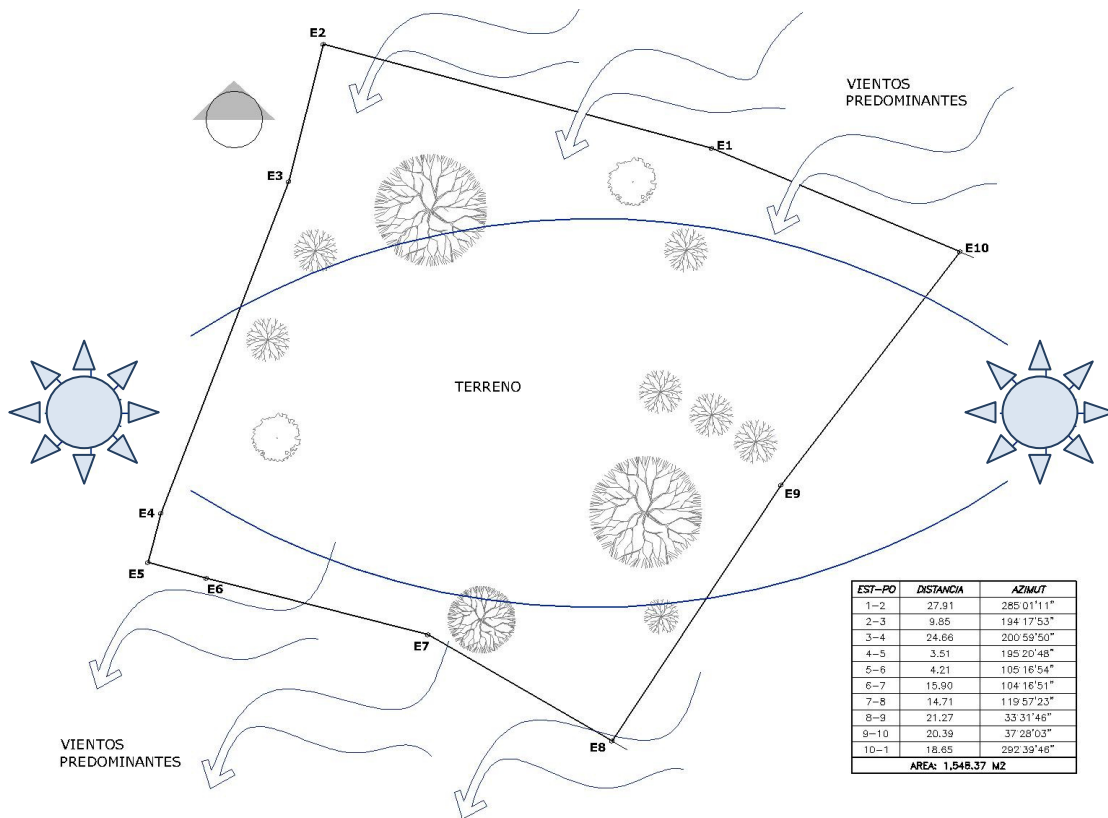 E2
VIENTOS
PREDOMINANTES
E1
E3
E10
TERRENO
E9
E4
E5
E6
E7
E8
VIENTOS
PREDOMINANTES
EST-PO DISTANCIA AZIMUT
1-2 27.91 285°01'11"
2-3 9.85 194°17'53"
3-4 24.66 200°59'50"
4-5 3.51 195°20'48"
5-6 4.21 105°16'54"
6-7 15.90 104°16'51"
7-8 14.71 119°57'23"
8-9 21.27 33°31'46"
9-10 20.39 37°28'03"
10-1 18.65 292°39'46"
AREA: 1,548.37 M2